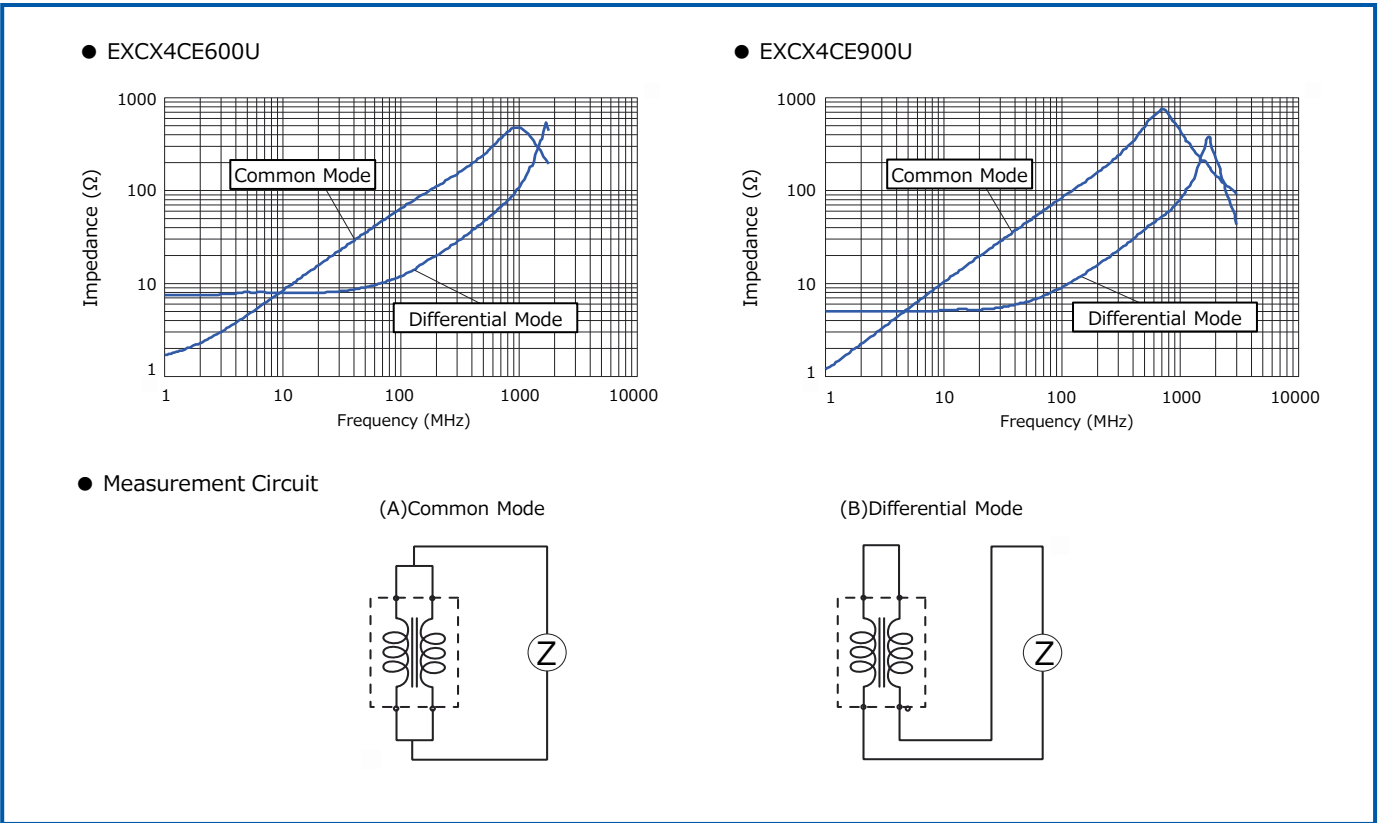 ● EXCX4CE600U
1000
100
10
1
Impedance (Ω)
Common Mode
Differential Mode
1 10 100 1000 10000
Frequency (MHz)
● EXCX4CE900U
1000
100
10
1
Impedance (Ω)
Common Mode
Differential Mode
1 10 100 1000 10000
Frequency (MHz)
● Measurement Circuit
(A)Common Mode
Z
(B)Differential Mode
Z